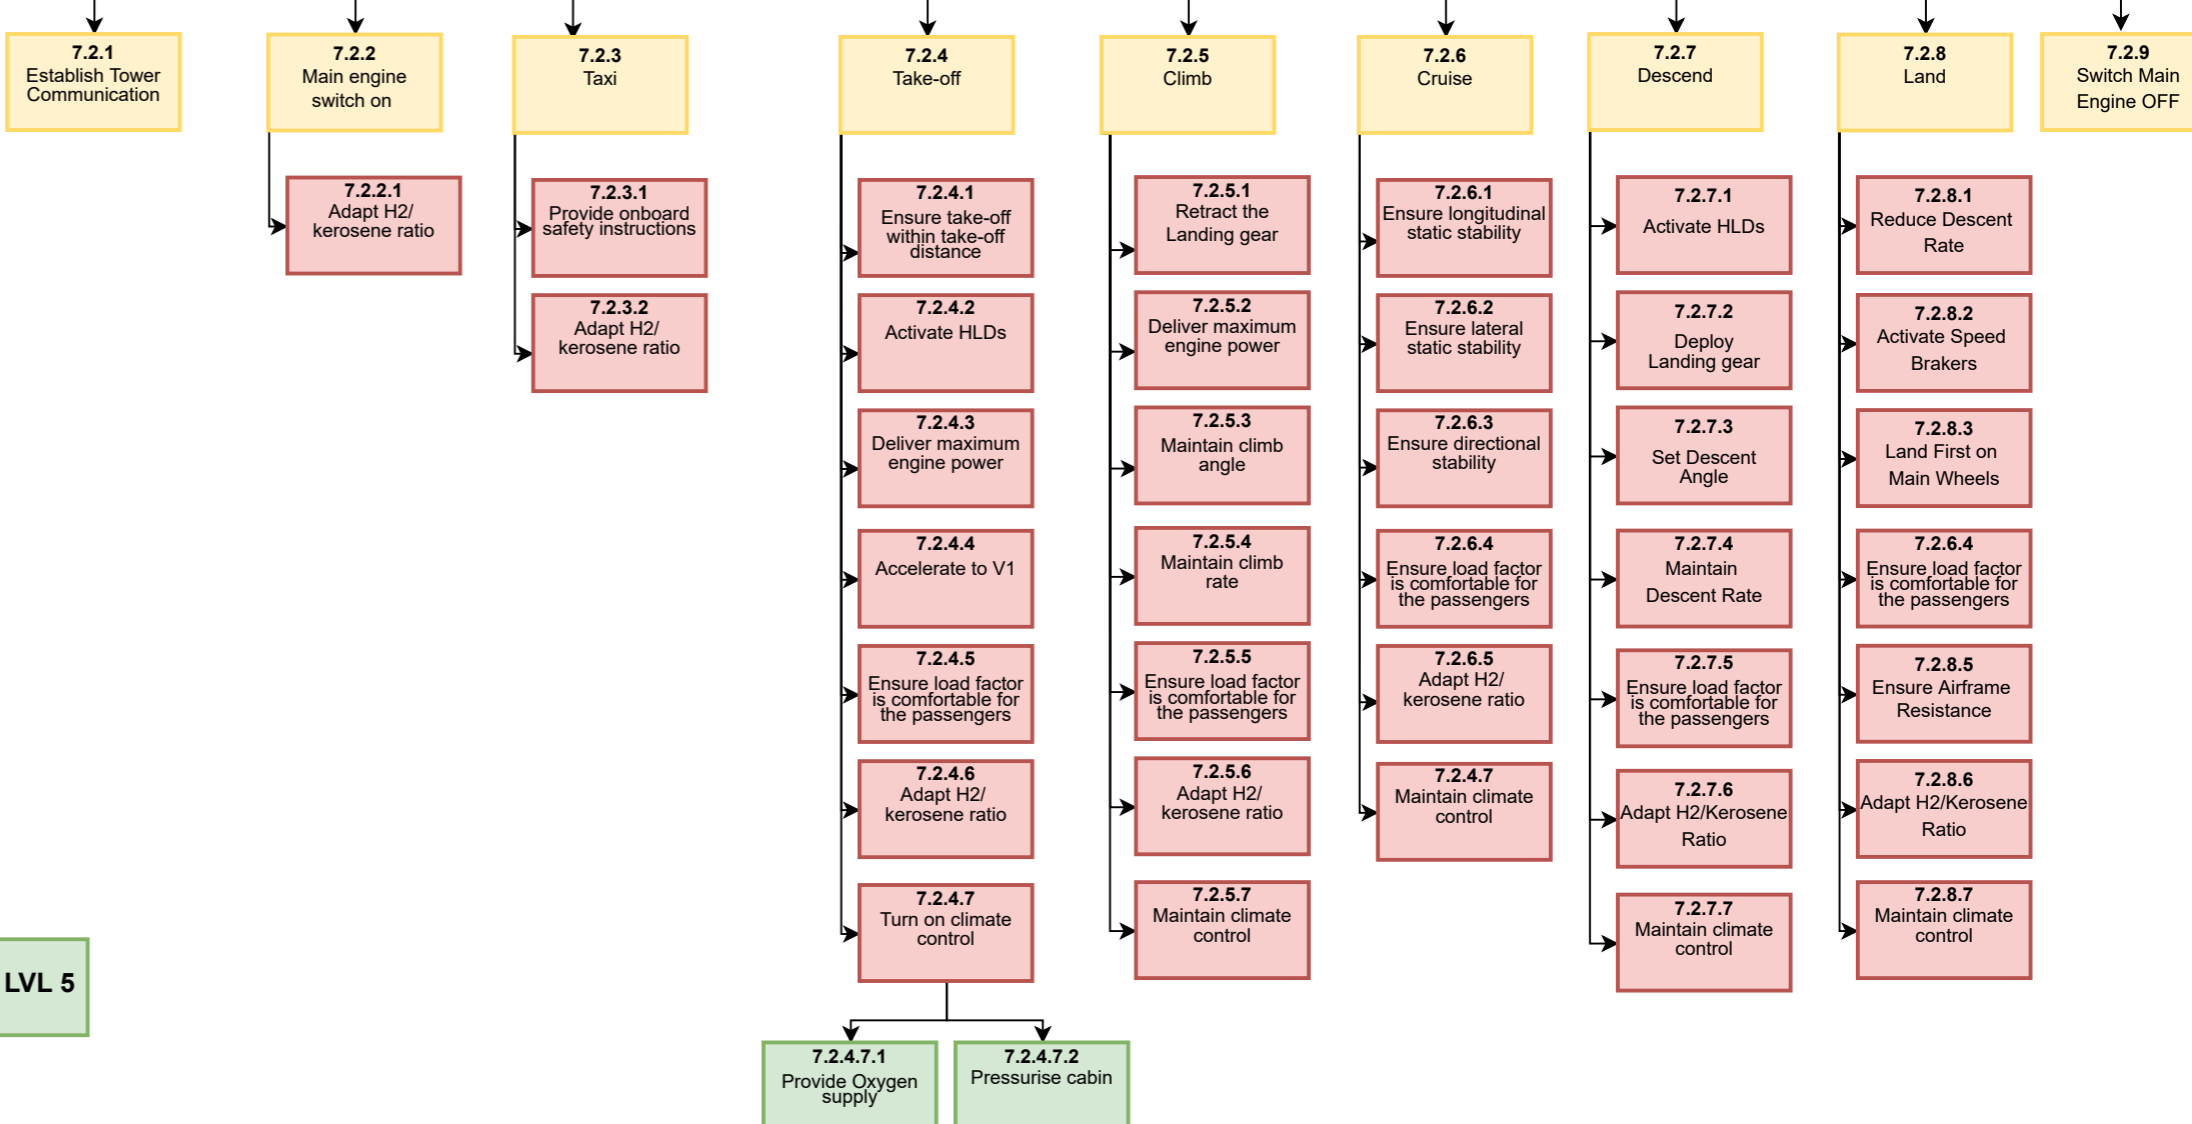 7.2.1
Establish Tower
Communication
7.2.2
Main engine
switch on
7.2.2.1
Adapt H2/
kerosene ratio
7.2.3
Taxi
7.2.3.1
Provide onboard
safety instructions
7.2.3.2
Adapt H2/
kerosene ratio
7.2.4
Take-off
7.2.4.1
Ensure take-off
within take-off
distance
7.2.4.2
Activate HLDs
7.2.4.3
Deliver maximum
engine power
7.2.4.4
Accelerate to V1
7.2.4.5
Ensure load factor
is comfortable for
the passengers
7.2.4.6
Adapt H2/
kerosene ratio
7.2.4.7
Turn on climate
control
7.2.4.7.1
Provide Oxygen
supply
7.2.4.7.2
Pressurise cabin
7.2.5
Climb
7.2.5.1
Retract the
Landing gear
7.2.5.2
Deliver maximum
engine power
7.2.5.3
Maintain climb
angle
7.2.5.4
Maintain climb
rate
7.2.5.5
Ensure load factor
is comfortable for
the passengers
7.2.5.6
Adapt H2/
kerosene ratio
7.2.5.7
Maintain climate
control
7.2.6
Cruise
7.2.6.1
Ensure longitudinal
static stability
7.2.6.2
Ensure lateral
static stability
7.2.6.3
Ensure directional
stability
7.2.6.4
Ensure load factor
is comfortable for
the passengers
7.2.6.5
Adapt H2/
kerosene ratio
7.2.4.7
Maintain climate
control
7.2.7
Descend
7.2.7.1
Activate HLDs
7.2.7.2
Deploy
Landing gear
7.2.7.3
Set Descent
Angle
7.2.7.4
Maintain
Descent Rate
7.2.7.5
Ensure load factor
is comfortable for
the passengers
7.2.7.6
Adapt H2/Kerosene
Ratio
7.2.7.7
Maintain climate
control
7.2.8
Land
7.2.8.1
Reduce Descent
Rate
7.2.8.2
Activate Speed
Brakers
7.2.8.3
Land First on
Main Wheels
7.2.6.4
Ensure load factor
is comfortable for
the passengers
7.2.8.5
Ensure Airframe
Resistance
7.2.8.6
Adapt H2/Kerosene
Ratio
7.2.8.7
Maintain climate
control
7.2.9
Switch Main
Engine OFF
LVL 5